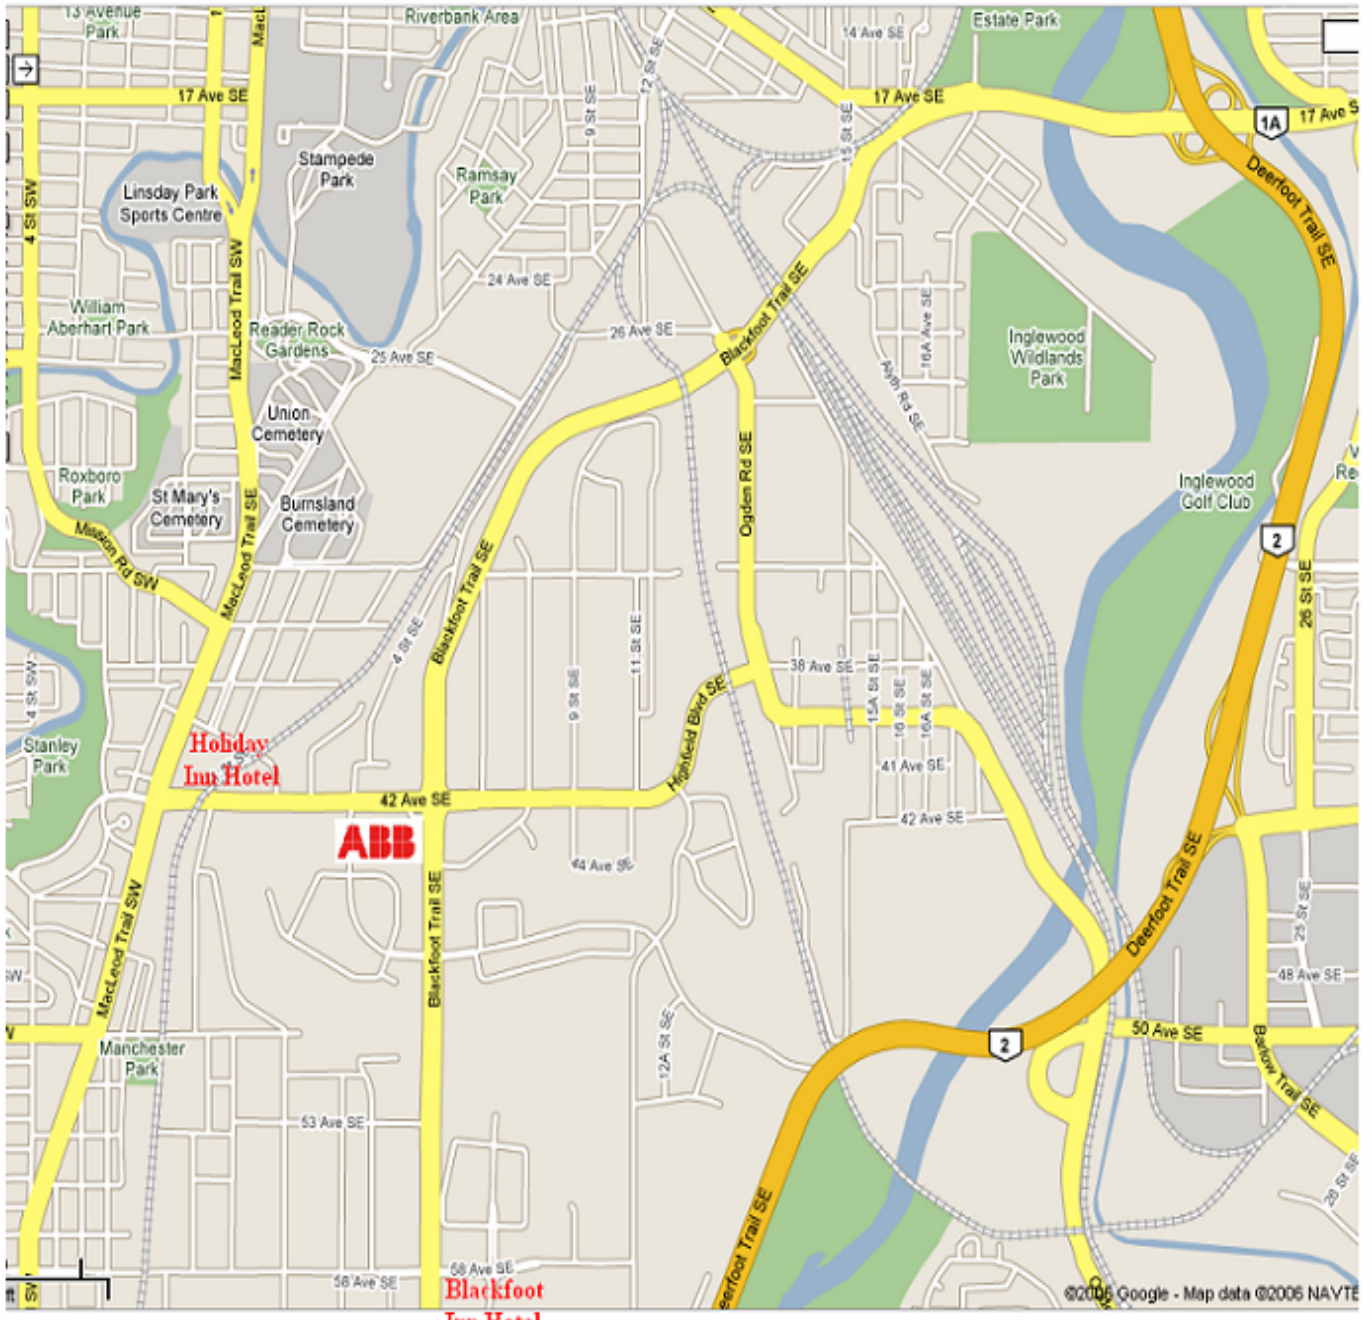 13 Avenue
Park
Riverbank Area
Estate Park
14 Ave SE
12 St SE
17 Ave SE
17 Ave SE
1A
17 Ave S
9 St SE
15 St SE
Stampede
Park
Ramsay
Park
Linsday Park
Sports Centre
4 St SW
MacLeod Trail SW
Deerfoot Trail SE
24 Ave SE
William
Aberhart Park
Reader Rock
Gardens
25 Ave SE
26 Ave SE
Blackfoot Trail SE
16A Ave SE
Alyth Rd SE
Inglewood
Wildlands
Park
Union
Cemetery
Ogden Rd SE
Roxboro
Park
St Mary's
Cemetery
Burnsland
Cemetery
MacLeod Trail SE
Inglewood
Golf Club
2
Mission Rd SW
Blackfoot Trail SE
26 St SE
4 St SE
11 St SE
9 St SE
38 Ave SE
15A St SE
16 St SE
16A St SE
4 St SW
Highfield Blvd SE
Stanley
Park
Holiday
Inn Hotel
41 Ave SE
42 Ave SE
42 Ave SE
ABB
44 Ave SE
MacLeod Trail SW
Blackfoot Trail SE
Deerfoot Trail SE
25 St SE
48 Ave SE
50 Ave SE
2
Manchester
Park
12A St SE
Barlow Trail SE
53 Ave SE
26 St SE
58 Ave SE
58 Ave SE
Blackfoot
Inn Hotel
eerfoot Trail SE
©2006 Google - Map data ©2006 NAVTE